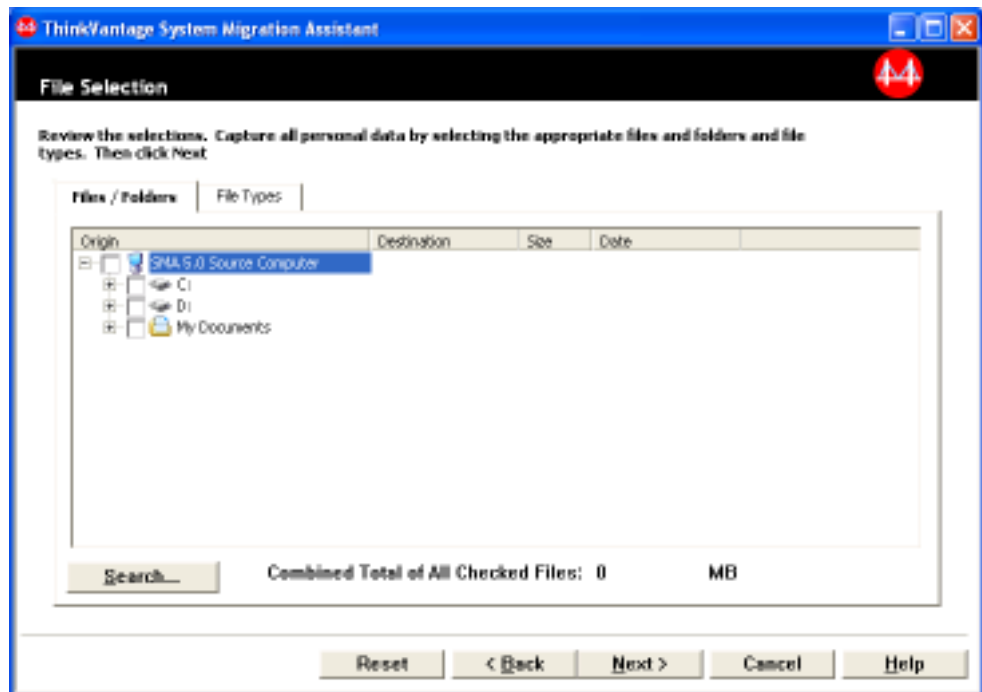 ThinkVantage System Migration Assistant
File Selection
Review the selections. Capture all personal data by selecting the appropriate files and folders and file
types. Then click Next
Files / Folders File Types
Origin Destination Size Date
SMA 5.0 Source Computer
C:
D:
My Documents
Search... Combined Total of All Checked Files: 0 MB
Reset < Back Next > Cancel Help